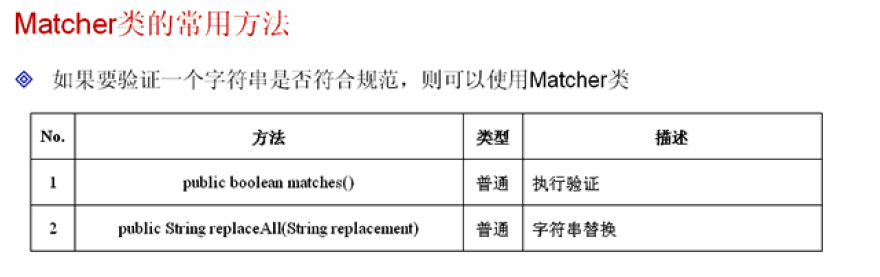 Matcher类的常用方法
如果要验证一个字符串是否符合规范，则可以使用Matcher类
No. 方法 类型 描述
1 public boolean matches() 普通 执行验证
2 public String replaceAll(String replacement) 普通 字符串替换